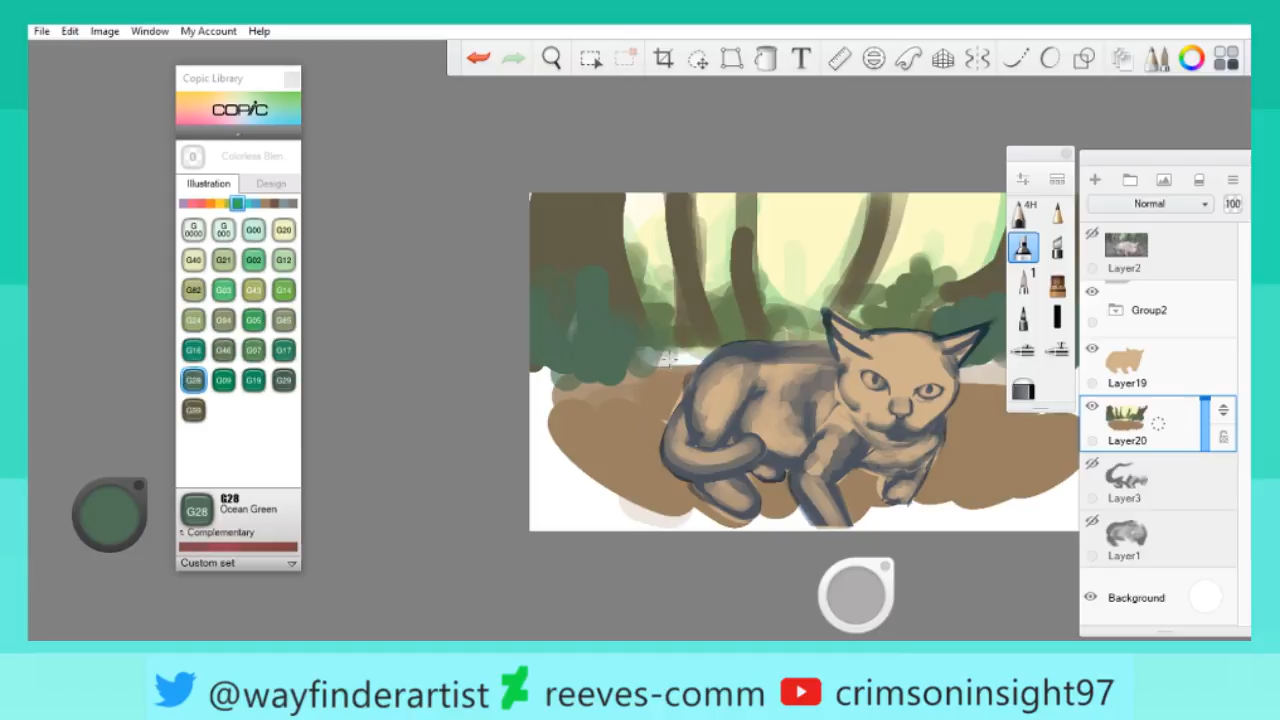 File Edit Image Window My Account Help
Copic Library
COPIC
0 Colorless Blen
Illustration Design
G0000 G000 G00 G20
G40 G21 G02 G12
G82 G03 G43 G14
G24 G94 G05 G85
G16 G46 G07 G17
G28 G09 G19 G29
G99
G28
G28 Ocean Green
Complementary
Custom set
T
4H
1
Normal 100
Layer2
Group2
Layer19
Layer20
Layer3
Layer1
Background
@wayfinderartist reeves-comm crimsoninsight97